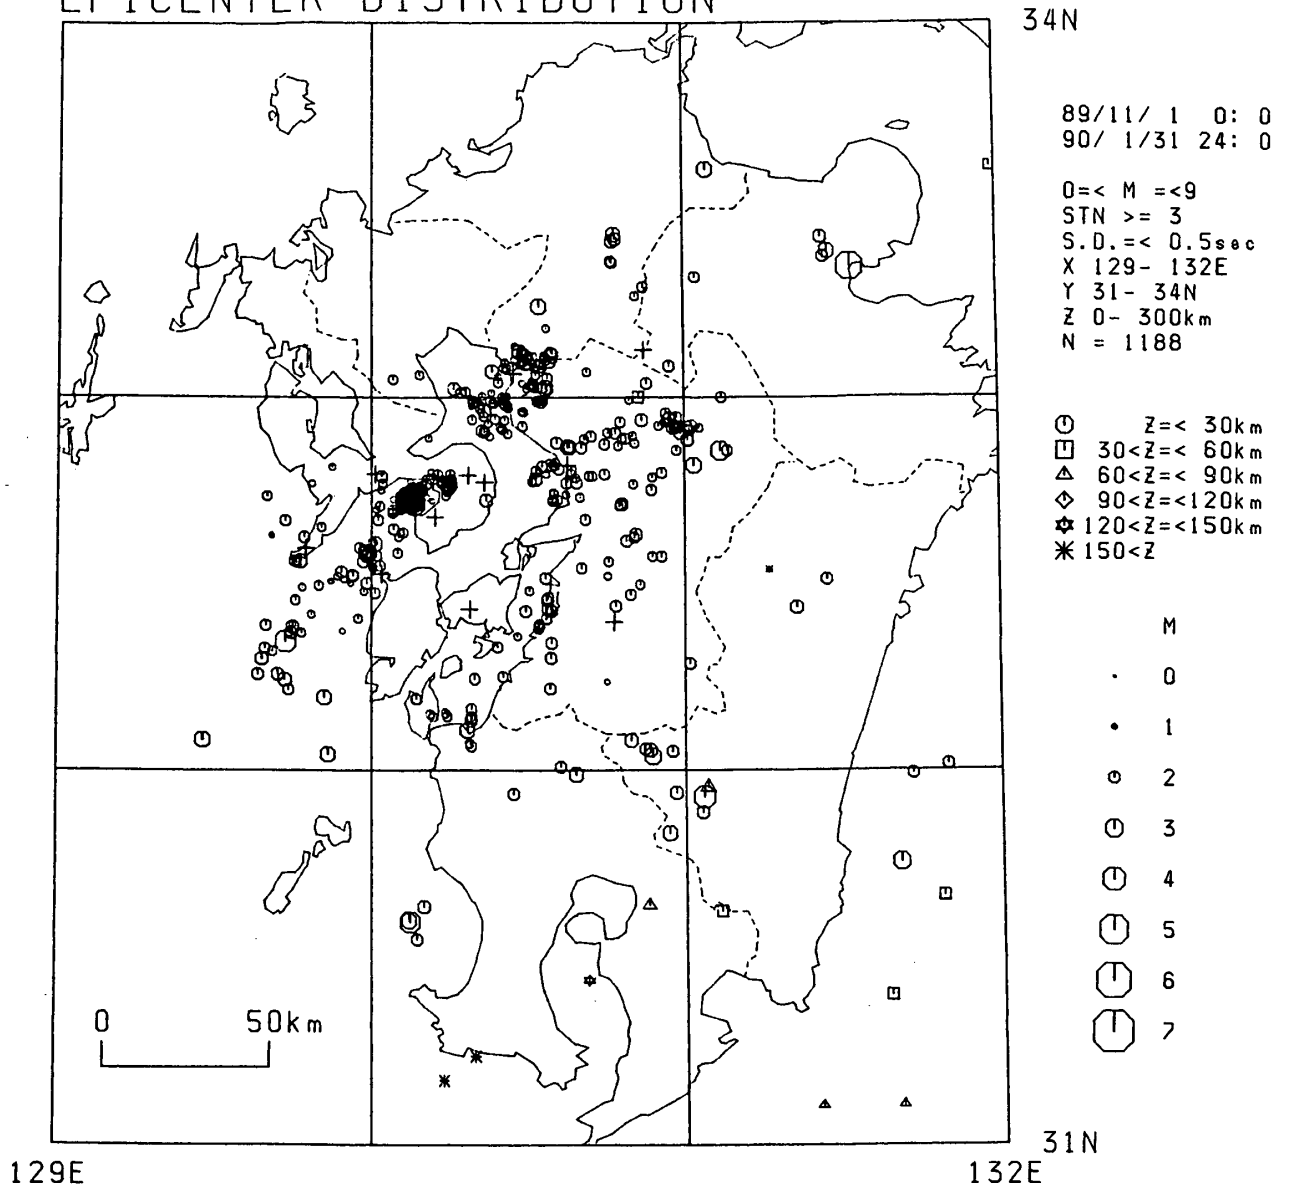 EPICENTER DISTRIBUTION
34N
89/11/ 1 0: 0
90/ 1/31 24: 0
0=< M =<9
STN >= 3
S.D.=< 0.5sec
X 129- 132E
Y 31- 34N
Z 0- 300km
N = 1188
Z=< 30km
30<Z=< 60km
60<Z=< 90km
90<Z=<120km
120<Z=<150km
150<Z
M
0
1
2
3
4
5
6
7
0 50km
31N
129E 132E